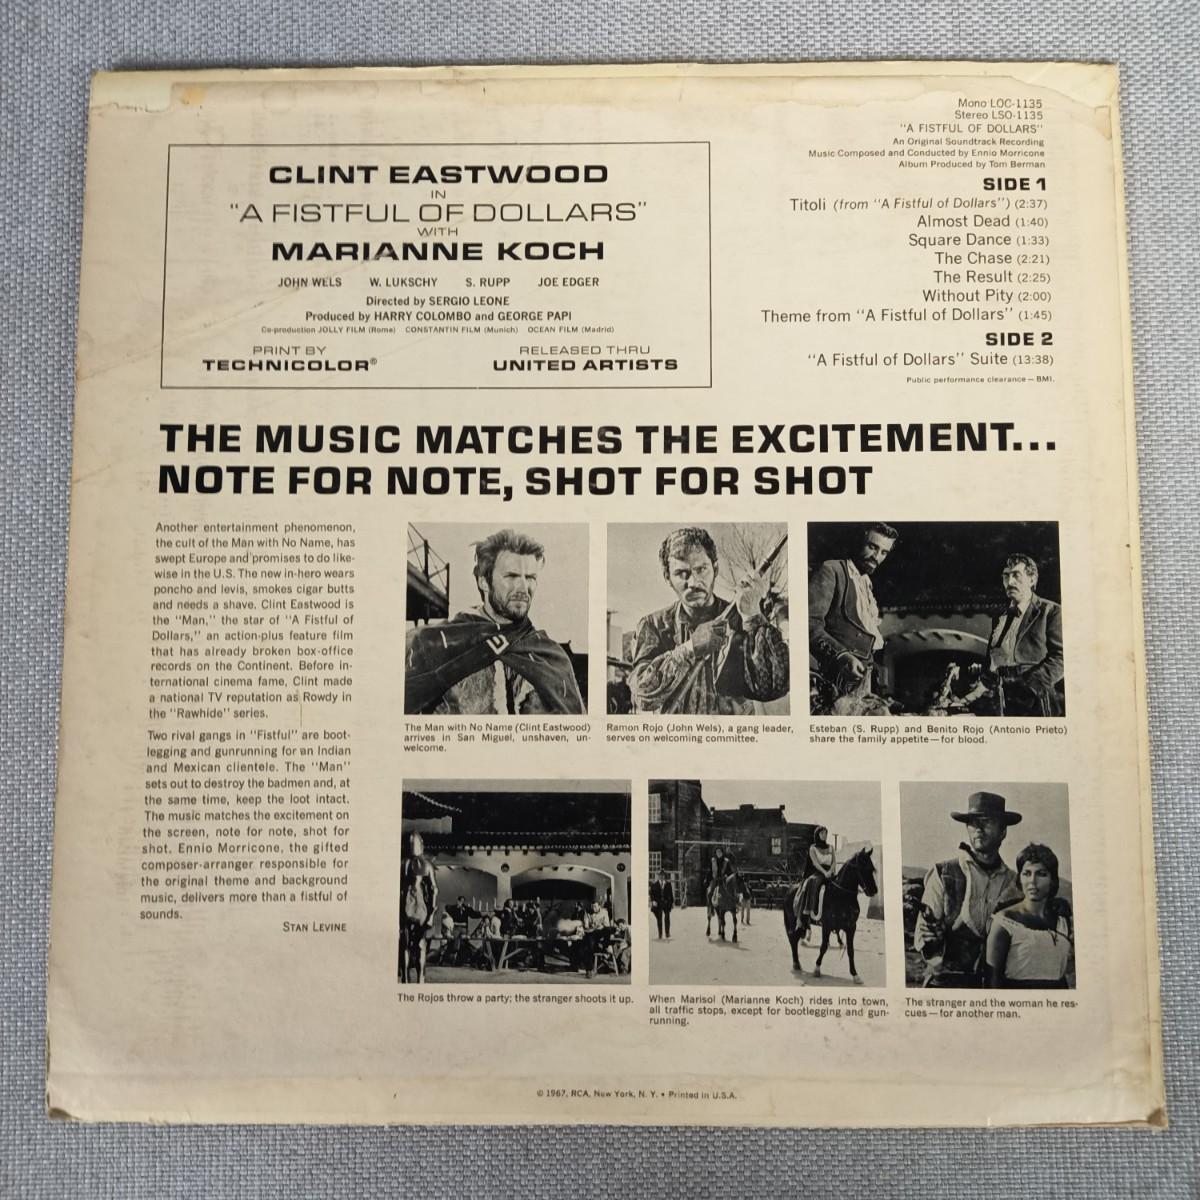 Mono LOC-1135
Stereo LSO-1135
"A FISTFUL OF DOLLARS"
An Original Soundtrack Recording
Music Composed and Conducted by Ennio Morricone
Album Produced by Tom Berman
SIDE 1
Titoli (from "A Fistful of Dollars") (2:37)
Almost Dead (1:40)
Square Dance (1:33)
The Chase (2:21)
The Result (2:25)
Without Pity (2:00)
Theme from "A Fistful of Dollars" (1:45)
SIDE 2
"A Fistful of Dollars" Suite (13:38)
Public performance clearance—BMI.
CLINT EASTWOOD
IN
"A FISTFUL OF DOLLARS"
WITH
MARIANNE KOCH
JOHN WELS W. LUKSCHY S. RUPP JOE EDGER
Directed by SERGIO LEONE
Produced by HARRY COLOMBO and GEORGE PAPI
Co-production JOLLY FILM (Rome) CONSTANTIN FILM (Munich) OCEAN FILM (Madrid)
PRINT BY
TECHNICOLOR®
RELEASED THRU
UNITED ARTISTS
THE MUSIC MATCHES THE EXCITEMENT...
NOTE FOR NOTE, SHOT FOR SHOT
Another entertainment phenomenon,
the cult of the Man with No Name, has
swept Europe and promises to do like-
wise in the U.S. The new in-hero wears
poncho and levis, smokes cigar butts
and needs a shave. Clint Eastwood is
the "Man," the star of "A Fistful of
Dollars," an action-plus feature film
that has already broken box-office
records on the Continent. Before in-
ternational cinema fame, Clint made
a national TV reputation as Rowdy in
the "Rawhide" series.
Two rival gangs in "Fistful" are boot-
legging and gunrunning for an Indian
and Mexican clientele. The "Man"
sets out to destroy the badmen and, at
the same time, keep the loot intact.
The music matches the excitement on
the screen, note for note, shot for
shot. Ennio Morricone, the gifted
composer-arranger responsible for
the original theme and background
music, delivers more than a fistful of
sounds.
STAN LEVINE
The Man with No Name (Clint Eastwood)
arrives in San Miguel, unshaven, un-
welcome.
Ramon Rojo (John Wels), a gang leader,
serves on welcoming committee.
Esteban (S. Rupp) and Benito Rojo (Antonio Prieto)
share the family appetite—for blood.
The Rojos throw a party; the stranger shoots it up.
When Marisol (Marianne Koch) rides into town,
all traffic stops, except for bootlegging and gun-
running.
The stranger and the woman he res-
cues—for another man.
© 1967, RCA, New York, N. Y. • Printed in U.S.A.